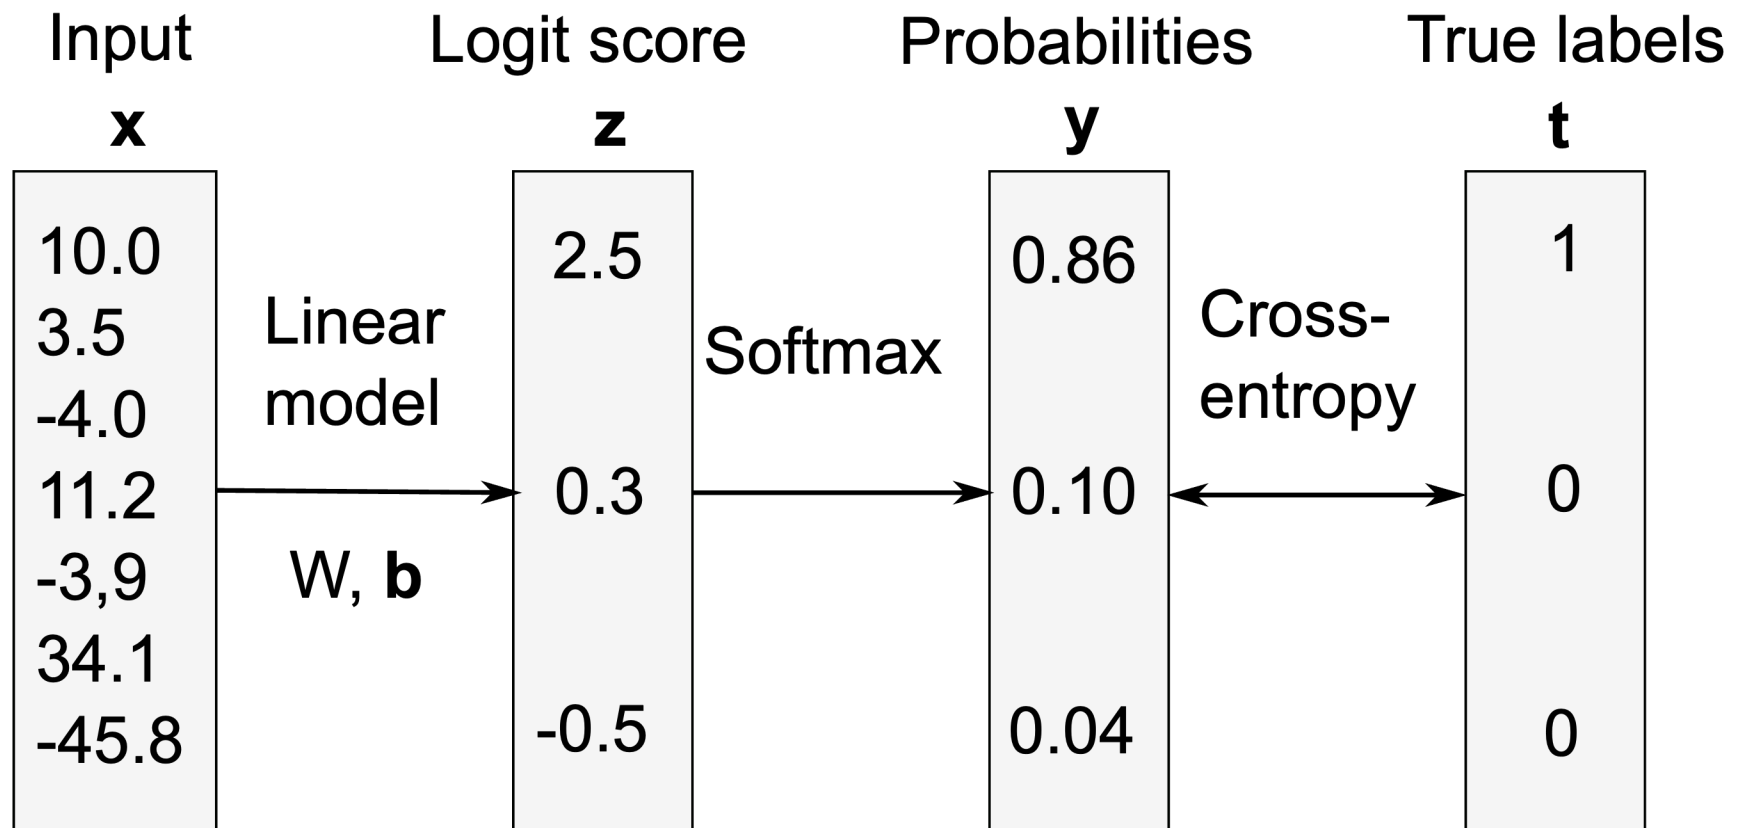 Input
x
10.0
3.5
-4.0
11.2
-3,9
34.1
-45.8
Linear
model
W, b
Logit score
z
2.5
0.3
-0.5
Softmax
Probabilities
y
0.86
0.10
0.04
Cross-
entropy
True labels
t
1
0
0